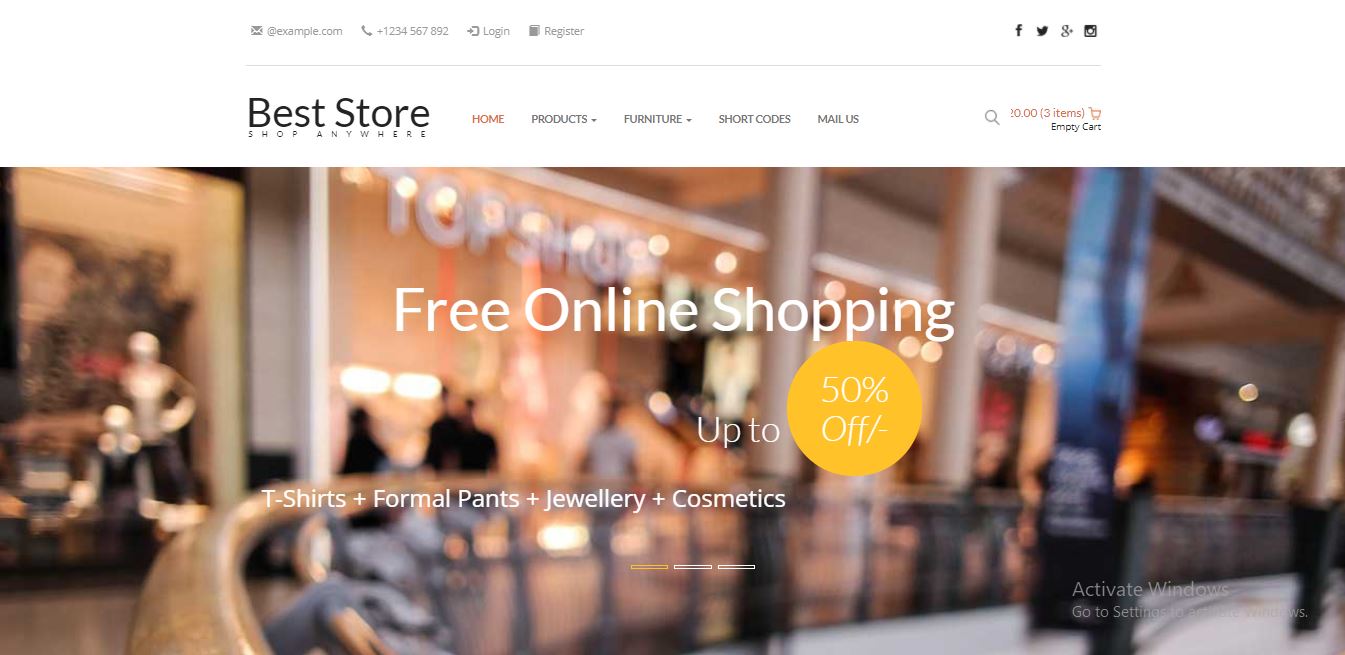 @example.com +1234 567 892 Login Register
Best Store
SHOP ANYWHERE
HOME PRODUCTS FURNITURE SHORT CODES MAIL US
20.00 (3 items)
Empty Cart
TOPSHOP
Free Online Shopping
50%
Off/-
Up to
T-Shirts + Formal Pants + Jewellery + Cosmetics
Activate Windows
Go to Settings to activate Windows.